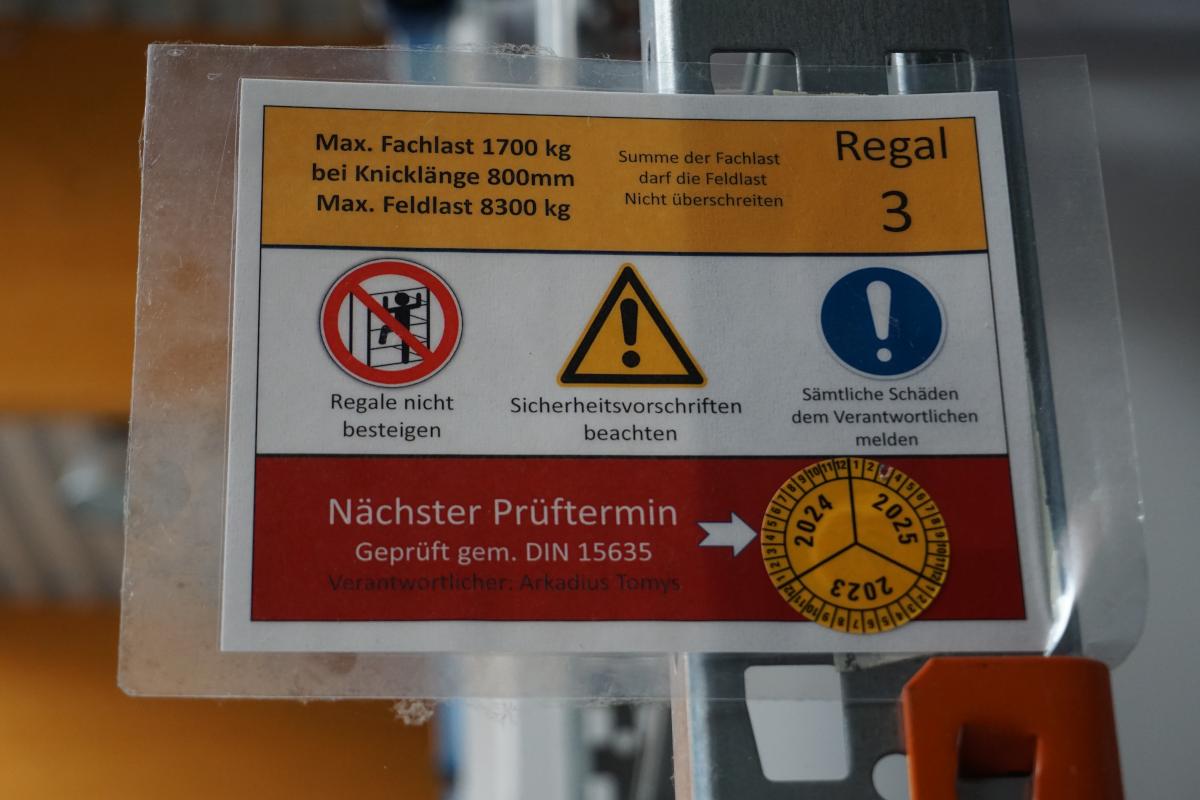 Max. Fachlast 1700 kg
bei Knicklänge 800mm
Max. Feldlast 8300 kg
Summe der Fachlast
darf die Feldlast
Nicht überschreiten
Regal
3
Regale nicht
besteigen
Sicherheitsvorschriften
beachten
Sämtliche Schäden
dem Verantwortlichen
melden
Nächster Prüftermin
Geprüft gem. DIN 15635
Verantwortlicher: Arkadius Tomys
2024
2025
2023